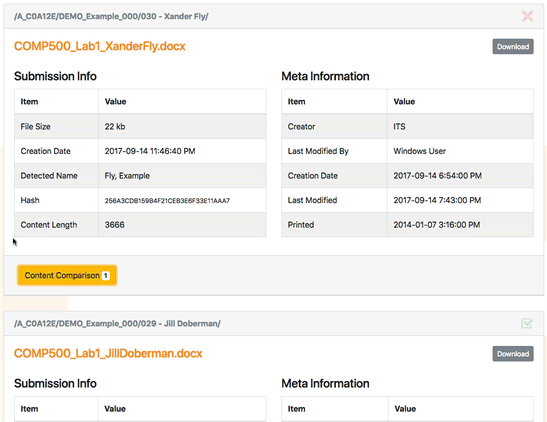 /A_C0A12E/DEMO_Example_000/030 - Xander Fly/
COMP500_Lab1_XanderFly.docx
Download
Submission Info
Meta Information
Item Value
Item Value
File Size 22 kb
Creator ITS
Creation Date 2017-09-14 11:46:40 PM
Last Modified By Windows User
Detected Name Fly, Example
Creation Date 2017-09-14 6:54:00 PM
Hash 256A3CDB159B4F21CEB3E6F33E11AAA7
Last Modified 2017-09-14 7:43:00 PM
Content Length 3666
Printed 2014-01-07 3:16:00 PM
Content Comparison 1
/A_C0A12E/DEMO_Example_000/029 - Jill Doberman/
COMP500_Lab1_JillDoberman.docx
Download
Submission Info
Meta Information
Item Value
Item Value